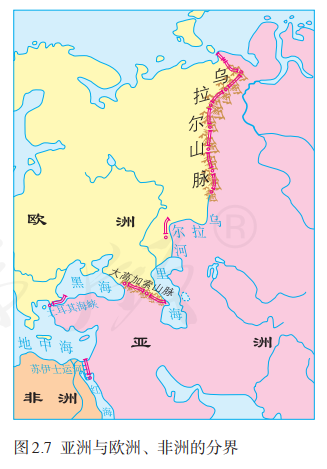 乌拉尔山脉
欧洲
乌拉尔河
大高加索山脉
里海
黑海
土耳其海峡
地中海
亚洲
苏伊士运河
非洲
红海
®
图2.7 亚洲与欧洲、非洲的分界